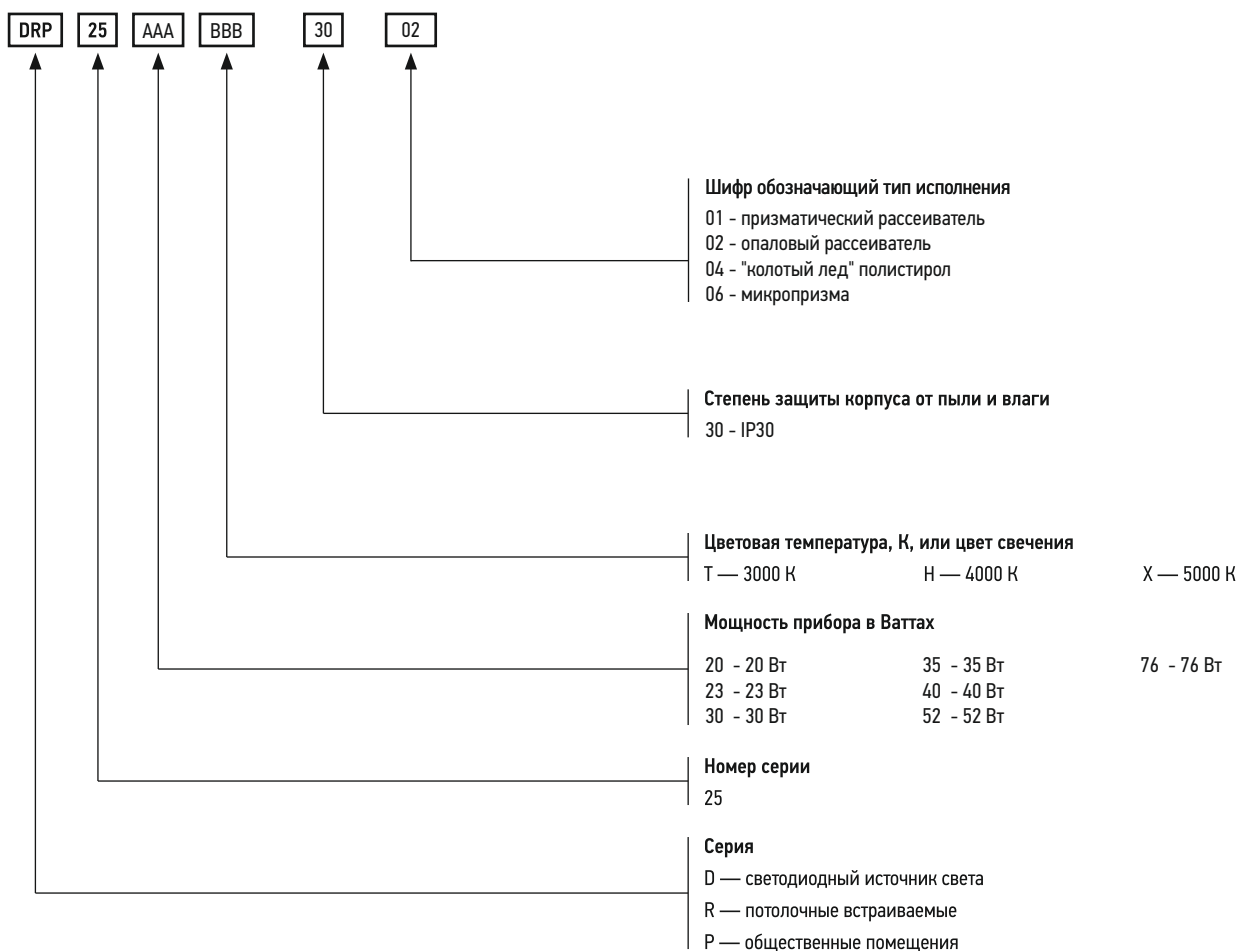 DRP 25 AAA BBB 30 02
Шифр обозначающий тип исполнения
01 - призматический рассеиватель
02 - опаловый рассеиватель
04 - "колотый лед" полистирол
06 - микропризма
Степень защиты корпуса от пыли и влаги
30 - IP30
Цветовая температура, К, или цвет свечения
Т — 3000 К Н — 4000 К Х — 5000 К
Мощность прибора в Ваттах
20 - 20 Вт 35 - 35 Вт 76 - 76 Вт
23 - 23 Вт 40 - 40 Вт
30 - 30 Вт 52 - 52 Вт
Номер серии
25
Серия
D — светодиодный источник света
R — потолочные встраиваемые
P — общественные помещения